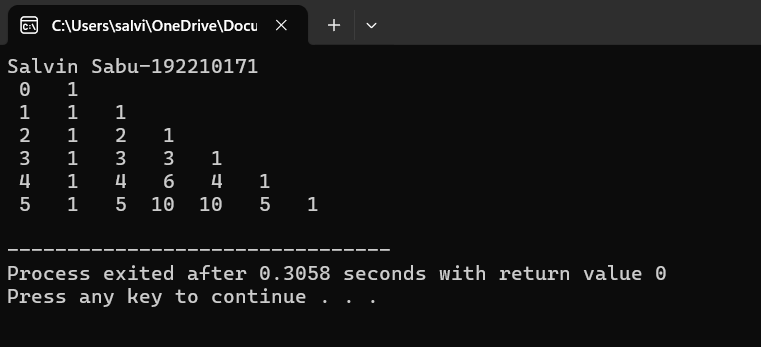 C:\Users\salvi\OneDrive\Docu
Salvin Sabu-192210171
0 1
1 1 1
2 1 2 1
3 1 3 3 1
4 1 4 6 4 1
5 1 5 10 10 5 1
--------------------------------
Process exited after 0.3058 seconds with return value 0
Press any key to continue . . .